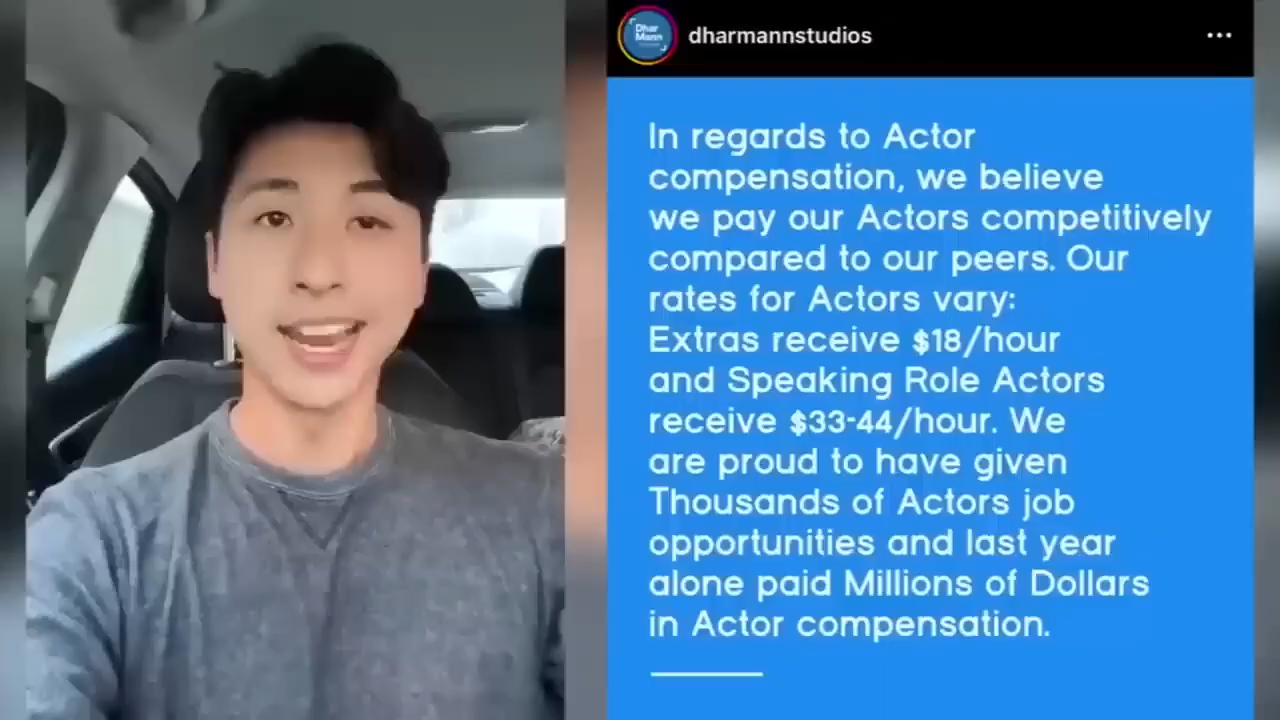 Dhar
Mann
dharmannstudios
In regards to Actor
compensation, we believe
we pay our Actors competitively
compared to our peers. Our
rates for Actors vary:
Extras receive $18/hour
and Speaking Role Actors
receive $33-44/hour. We
are proud to have given
Thousands of Actors job
opportunities and last year
alone paid Millions of Dollars
in Actor compensation.